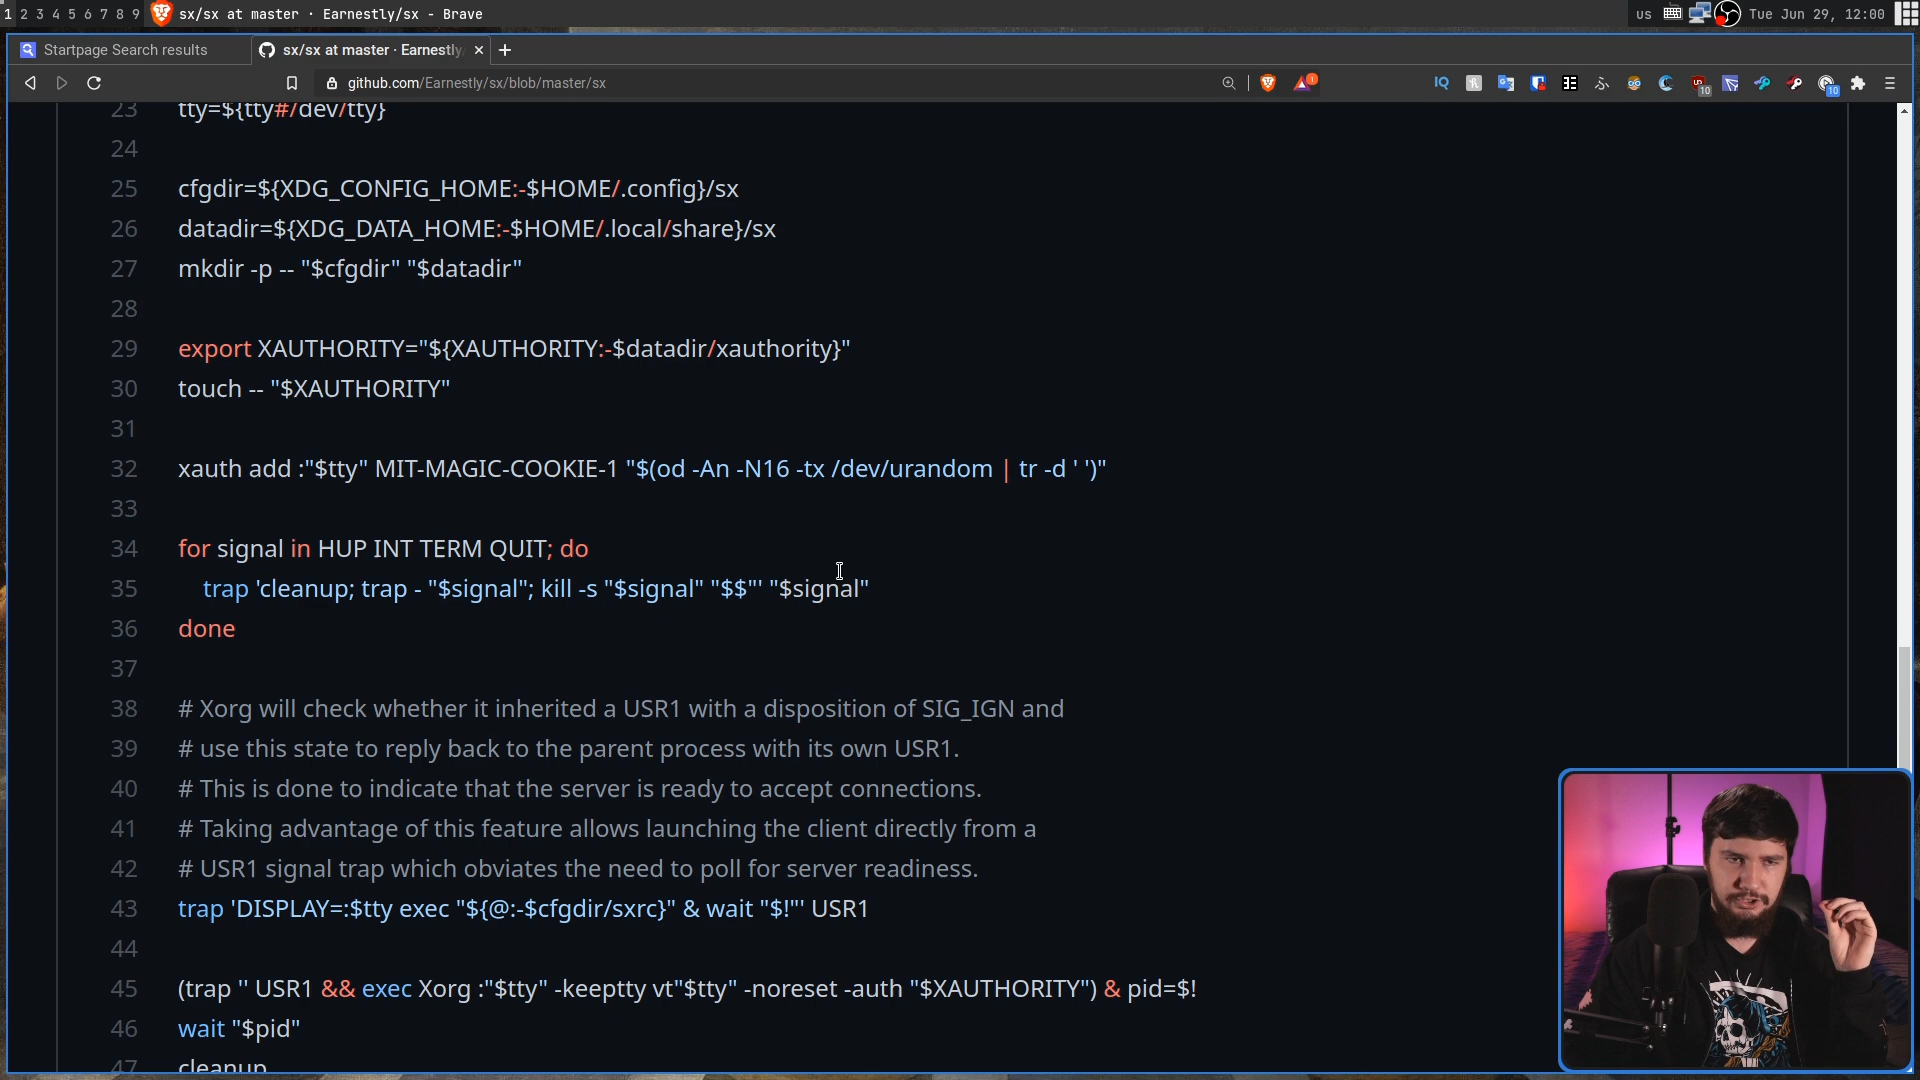 1 2 3 4 5 6 7 8 9 sx/sx at master · Earnestly/sx - Brave us Tue Jun 29, 12:00
Startpage Search results sx/sx at master · Earnestly
github.com/Earnestly/sx/blob/master/sx 1 IQ 10 10
23 tty=${tty#/dev/tty}
24
25 cfgdir=${XDG_CONFIG_HOME:-$HOME/.config}/sx
26 datadir=${XDG_DATA_HOME:-$HOME/.local/share}/sx
27 mkdir -p -- "$cfgdir" "$datadir"
28
29 export XAUTHORITY="${XAUTHORITY:-$datadir/xauthority}"
30 touch -- "$XAUTHORITY"
31
32 xauth add :"$tty" MIT-MAGIC-COOKIE-1 "$(od -An -N16 -tx /dev/urandom | tr -d ' ')"
33
34 for signal in HUP INT TERM QUIT; do
35 trap 'cleanup; trap - "$signal"; kill -s "$signal" "$$"' "$signal"
36 done
37
38 # Xorg will check whether it inherited a USR1 with a disposition of SIG_IGN and
39 # use this state to reply back to the parent process with its own USR1.
40 # This is done to indicate that the server is ready to accept connections.
41 # Taking advantage of this feature allows launching the client directly from a
42 # USR1 signal trap which obviates the need to poll for server readiness.
43 trap 'DISPLAY=:$tty exec "${@:-$cfgdir/sxrc}" & wait "$!"' USR1
44
45 (trap '' USR1 && exec Xorg :"$tty" -keeptty vt"$tty" -noreset -auth "$XAUTHORITY") & pid=$!
46 wait "$pid"
47 cleanup